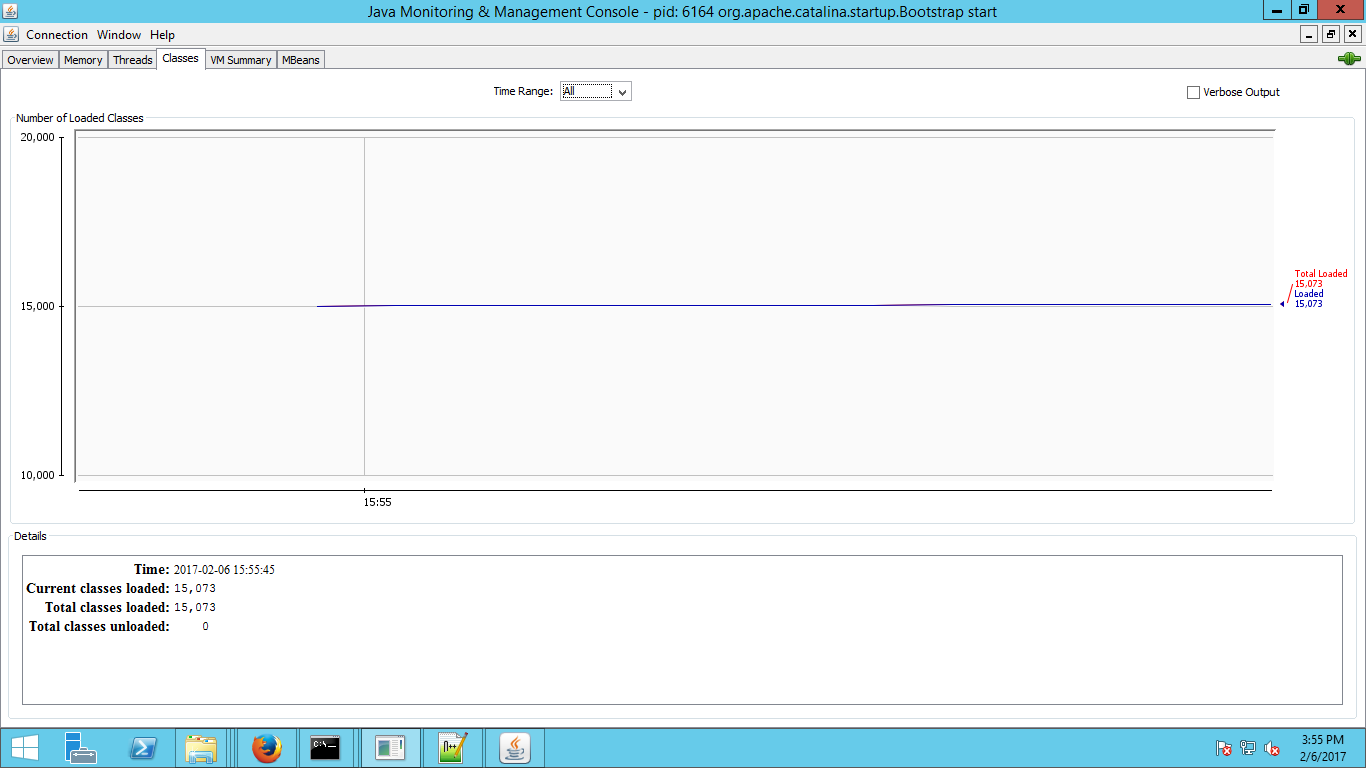 Java Monitoring & Management Console - pid: 6164 org.apache.catalina.startup.Bootstrap start
Connection Window Help
Overview Memory Threads Classes VM Summary MBeans
Time Range: All
Verbose Output
Number of Loaded Classes
20,000
15,000
10,000
Total Loaded
15,073
Loaded
15,073
15:55
Details
Time: 2017-02-06 15:55:45
Current classes loaded: 15,073
Total classes loaded: 15,073
Total classes unloaded: 0
C:\_
3:55 PM
2/6/2017